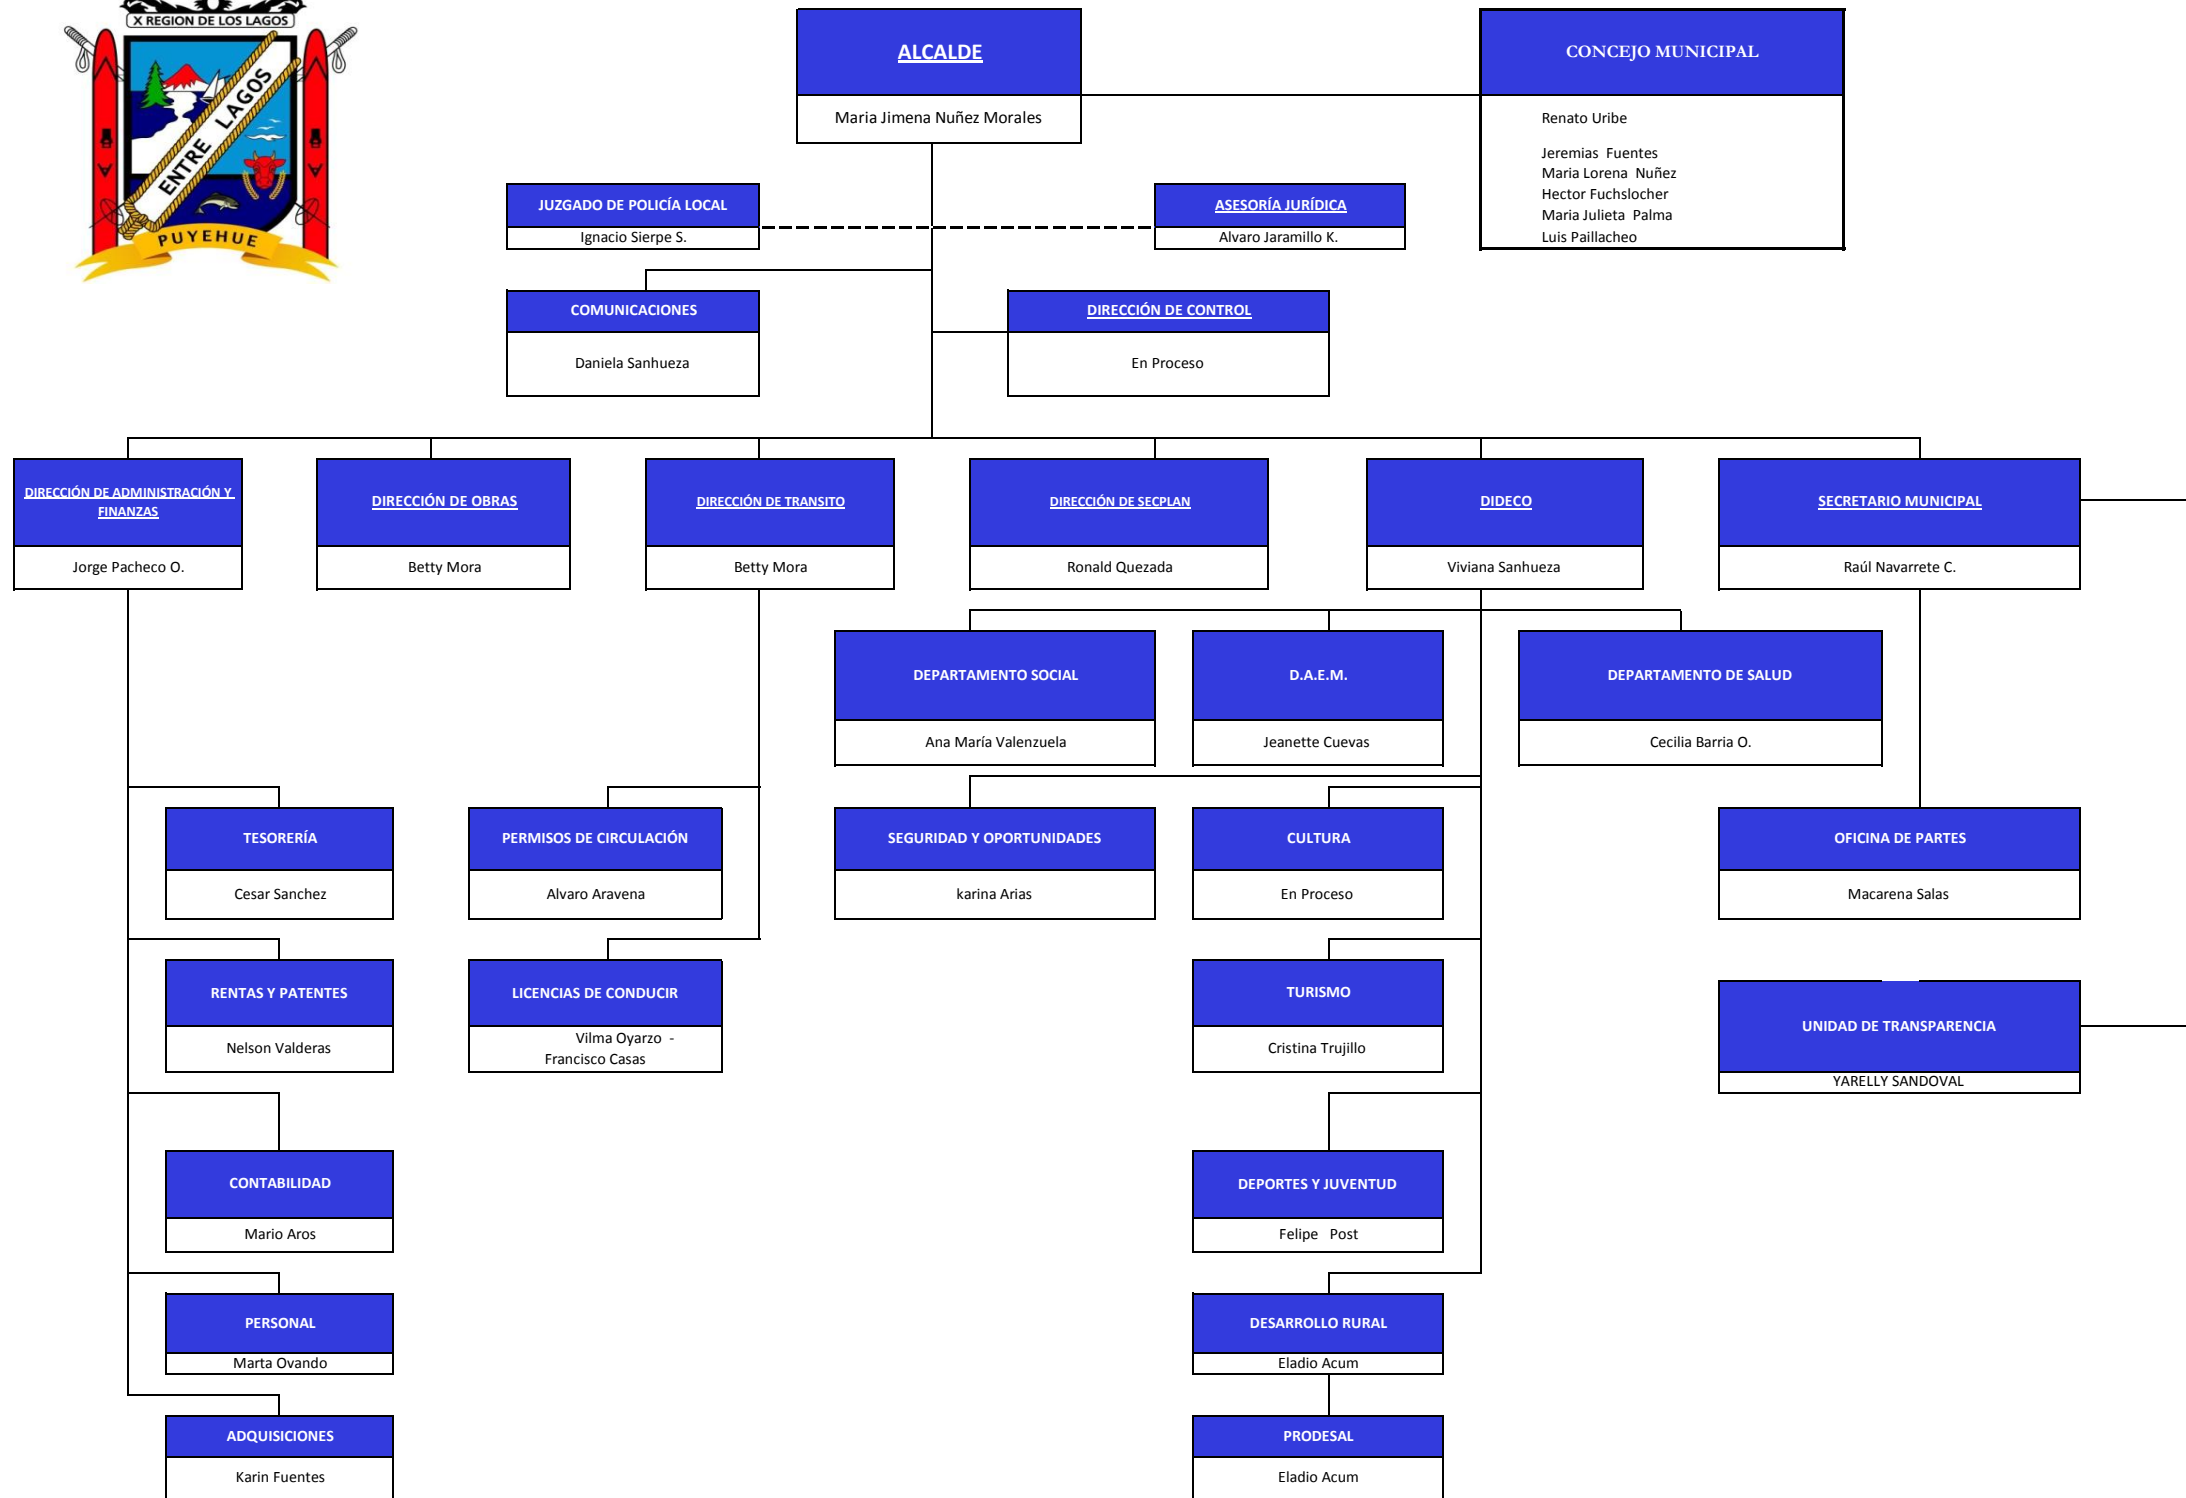 X REGION DE LOS LAGOS
ENTRE LAGOS
PUYEHUE
ALCALDE
Maria Jimena Nuñez Morales
CONCEJO MUNICIPAL
Renato Uribe
Jeremias Fuentes
Maria Lorena Nuñez
Hector Fuchslocher
Maria Julieta Palma
Luis Paillacheo
JUZGADO DE POLICÍA LOCAL
Ignacio Sierpe S.
ASESORÍA JURÍDICA
Alvaro Jaramillo K.
COMUNICACIONES
Daniela Sanhueza
DIRECCIÓN DE CONTROL
En Proceso
DIRECCIÓN DE ADMINISTRACIÓN Y
FINANZAS
Jorge Pacheco O.
DIRECCIÓN DE OBRAS
Betty Mora
DIRECCIÓN DE TRANSITO
Betty Mora
DIRECCIÓN DE SECPLAN
Ronald Quezada
DIDECO
Viviana Sanhueza
SECRETARIO MUNICIPAL
Raúl Navarrete C.
DEPARTAMENTO SOCIAL
Ana María Valenzuela
D.A.E.M.
Jeanette Cuevas
DEPARTAMENTO DE SALUD
Cecilia Barria O.
TESORERÍA
Cesar Sanchez
PERMISOS DE CIRCULACIÓN
Alvaro Aravena
SEGURIDAD Y OPORTUNIDADES
karina Arias
CULTURA
En Proceso
OFICINA DE PARTES
Macarena Salas
RENTAS Y PATENTES
Nelson Valderas
LICENCIAS DE CONDUCIR
Vilma Oyarzo -
Francisco Casas
TURISMO
Cristina Trujillo
UNIDAD DE TRANSPARENCIA
YARELLY SANDOVAL
CONTABILIDAD
Mario Aros
DEPORTES Y JUVENTUD
Felipe Post
PERSONAL
Marta Ovando
DESARROLLO RURAL
Eladio Acum
ADQUISICIONES
Karin Fuentes
PRODESAL
Eladio Acum